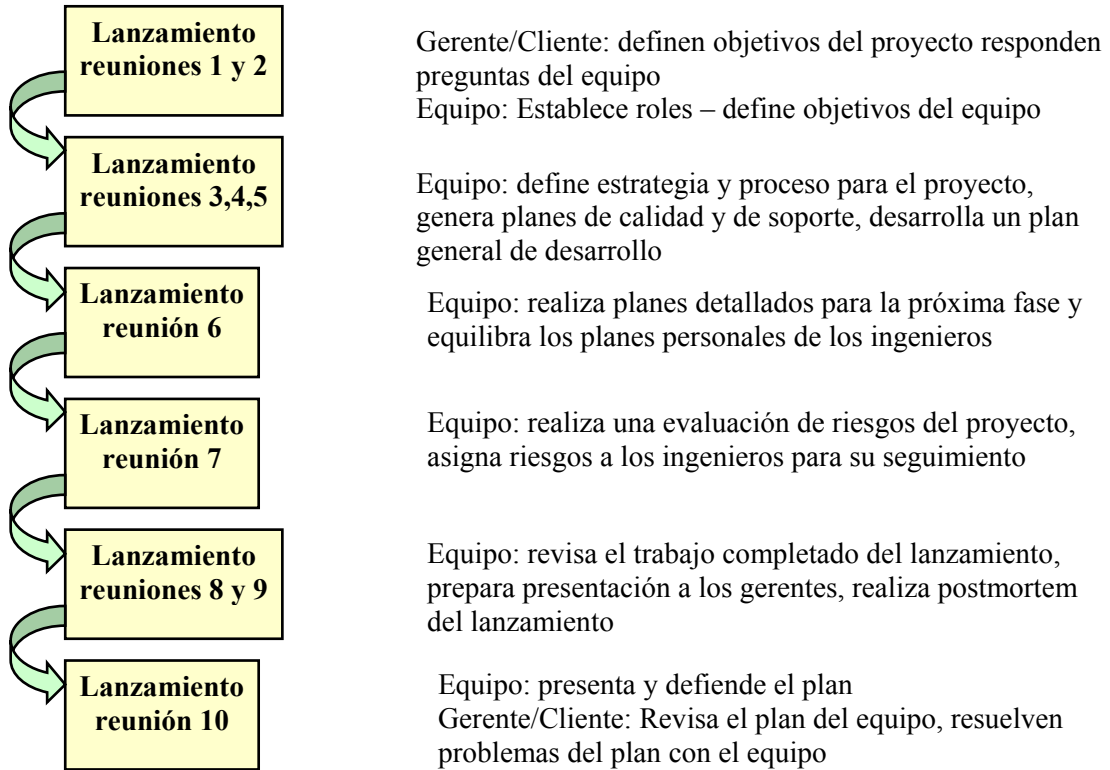 Lanzamiento
reuniones 1 y 2
Gerente/Cliente: definen objetivos del proyecto responden
preguntas del equipo
Equipo: Establece roles – define objetivos del equipo
Lanzamiento
reuniones 3,4,5
Equipo: define estrategia y proceso para el proyecto,
genera planes de calidad y de soporte, desarrolla un plan
general de desarrollo
Lanzamiento
reunión 6
Equipo: realiza planes detallados para la próxima fase y
equilibra los planes personales de los ingenieros
Lanzamiento
reunión 7
Equipo: realiza una evaluación de riesgos del proyecto,
asigna riesgos a los ingenieros para su seguimiento
Lanzamiento
reuniones 8 y 9
Equipo: revisa el trabajo completado del lanzamiento,
prepara presentación a los gerentes, realiza postmortem
del lanzamiento
Lanzamiento
reunión 10
Equipo: presenta y defiende el plan
Gerente/Cliente: Revisa el plan del equipo, resuelven
problemas del plan con el equipo